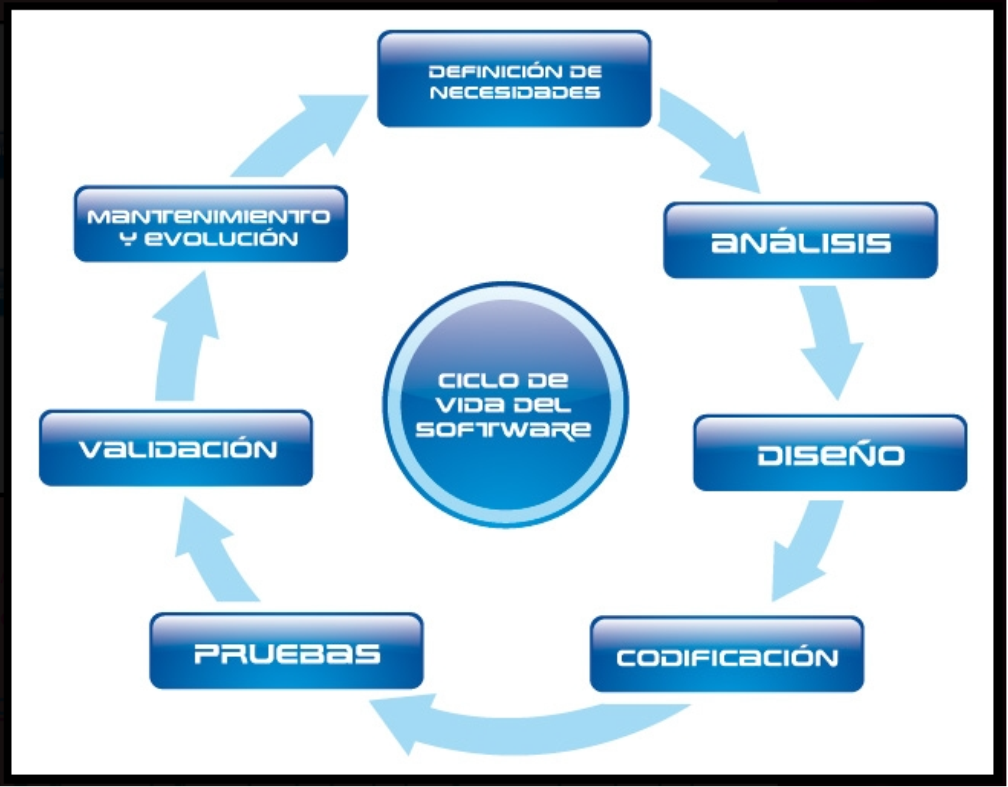 DEFINICIÓN DE
NECESIDADES
ANÁLISIS
DISEÑO
CODIFICACIÓN
PRUEBAS
VALIDACIÓN
MANTENIMIENTO
Y EVOLUCIÓN
CICLO DE
VIDA DEL
SOFTWARE